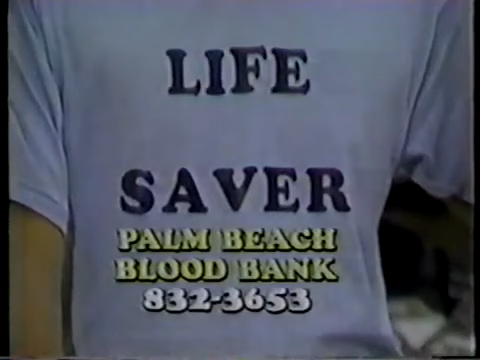 LIFE
SAVER
PALM BEACH
BLOOD BANK
832-3653